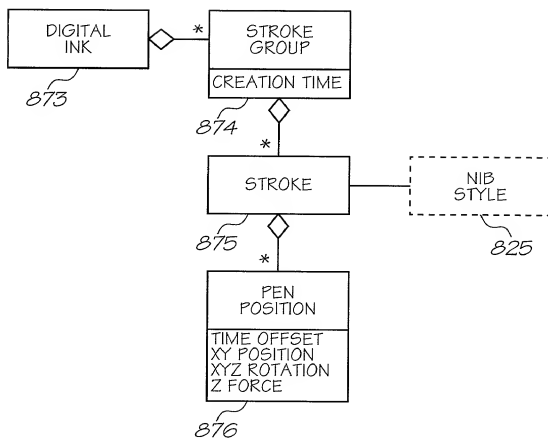 DIGITAL
INK
*
STROKE
GROUP
CREATION TIME
873
874
*
STROKE
NIB
STYLE
875
825
*
PEN
POSITION
TIME OFFSET
XY POSITION
XYZ ROTATION
Z FORCE
876